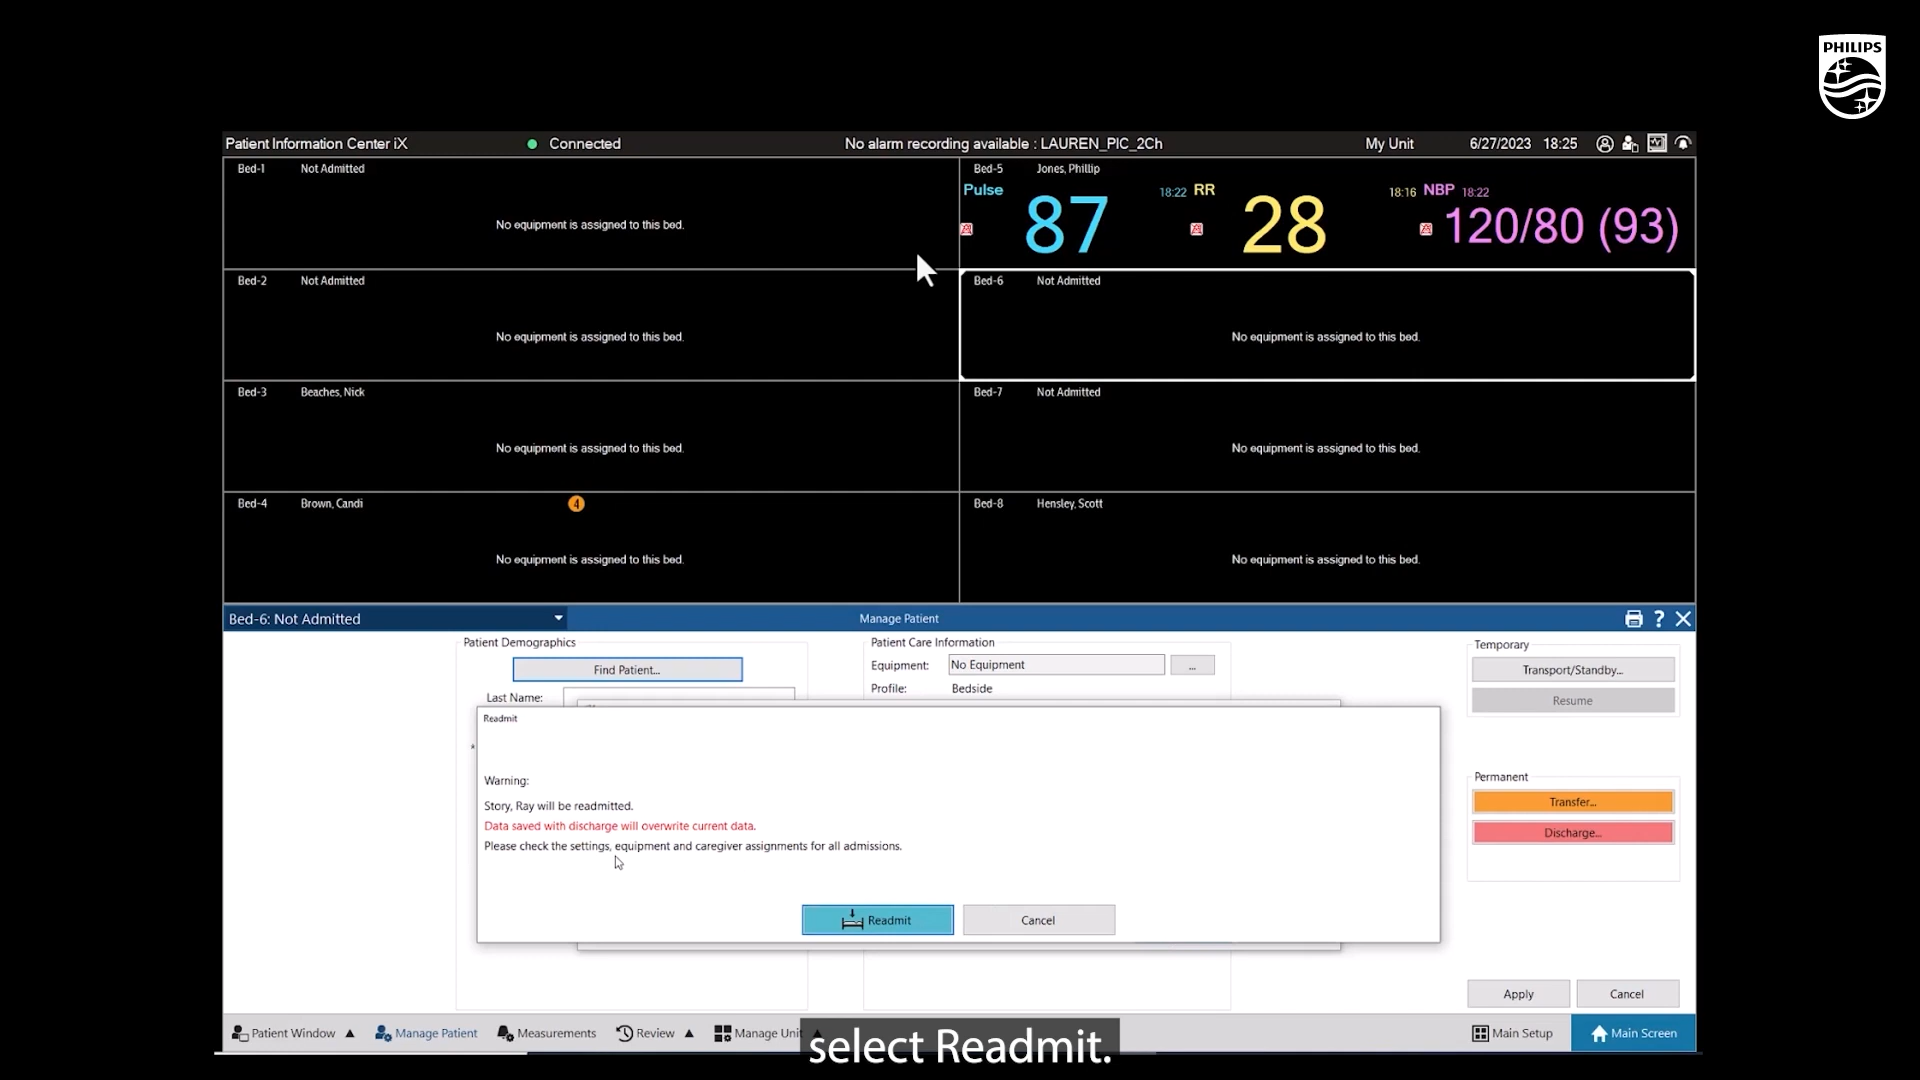 PHILIPS
Patient Information Center iX
Connected
No alarm recording available : LAUREN_PIC_2Ch
My Unit
6/27/2023 18:25
Bed-1 Not Admitted
No equipment is assigned to this bed.
Bed-5 Jones, Phillip
Pulse 18:22 RR 18:16 NBP 18:22
87 28 120/80 (93)
Bed-2 Not Admitted
No equipment is assigned to this bed.
Bed-6 Not Admitted
No equipment is assigned to this bed.
Bed-3 Beaches, Nick
No equipment is assigned to this bed.
Bed-7 Not Admitted
No equipment is assigned to this bed.
Bed-4 Brown, Candi 4
No equipment is assigned to this bed.
Bed-8 Hensley, Scott
No equipment is assigned to this bed.
Bed-6: Not Admitted
Manage Patient
?
Patient Demographics
Find Patient...
Last Name:
*
Patient Care Information
Equipment: No Equipment ...
Profile: Bedside
Temporary
Transport/Standby...
Resume
Permanent
Transfer...
Discharge...
Readmit
Warning:
Story, Ray will be readmitted.
Data saved with discharge will overwrite current data.
Please check the settings, equipment and caregiver assignments for all admissions.
Readmit
Cancel
Apply
Cancel
Patient Window
Manage Patient
Measurements
Review
Manage Unit
Main Setup
Main Screen
select Readmit.